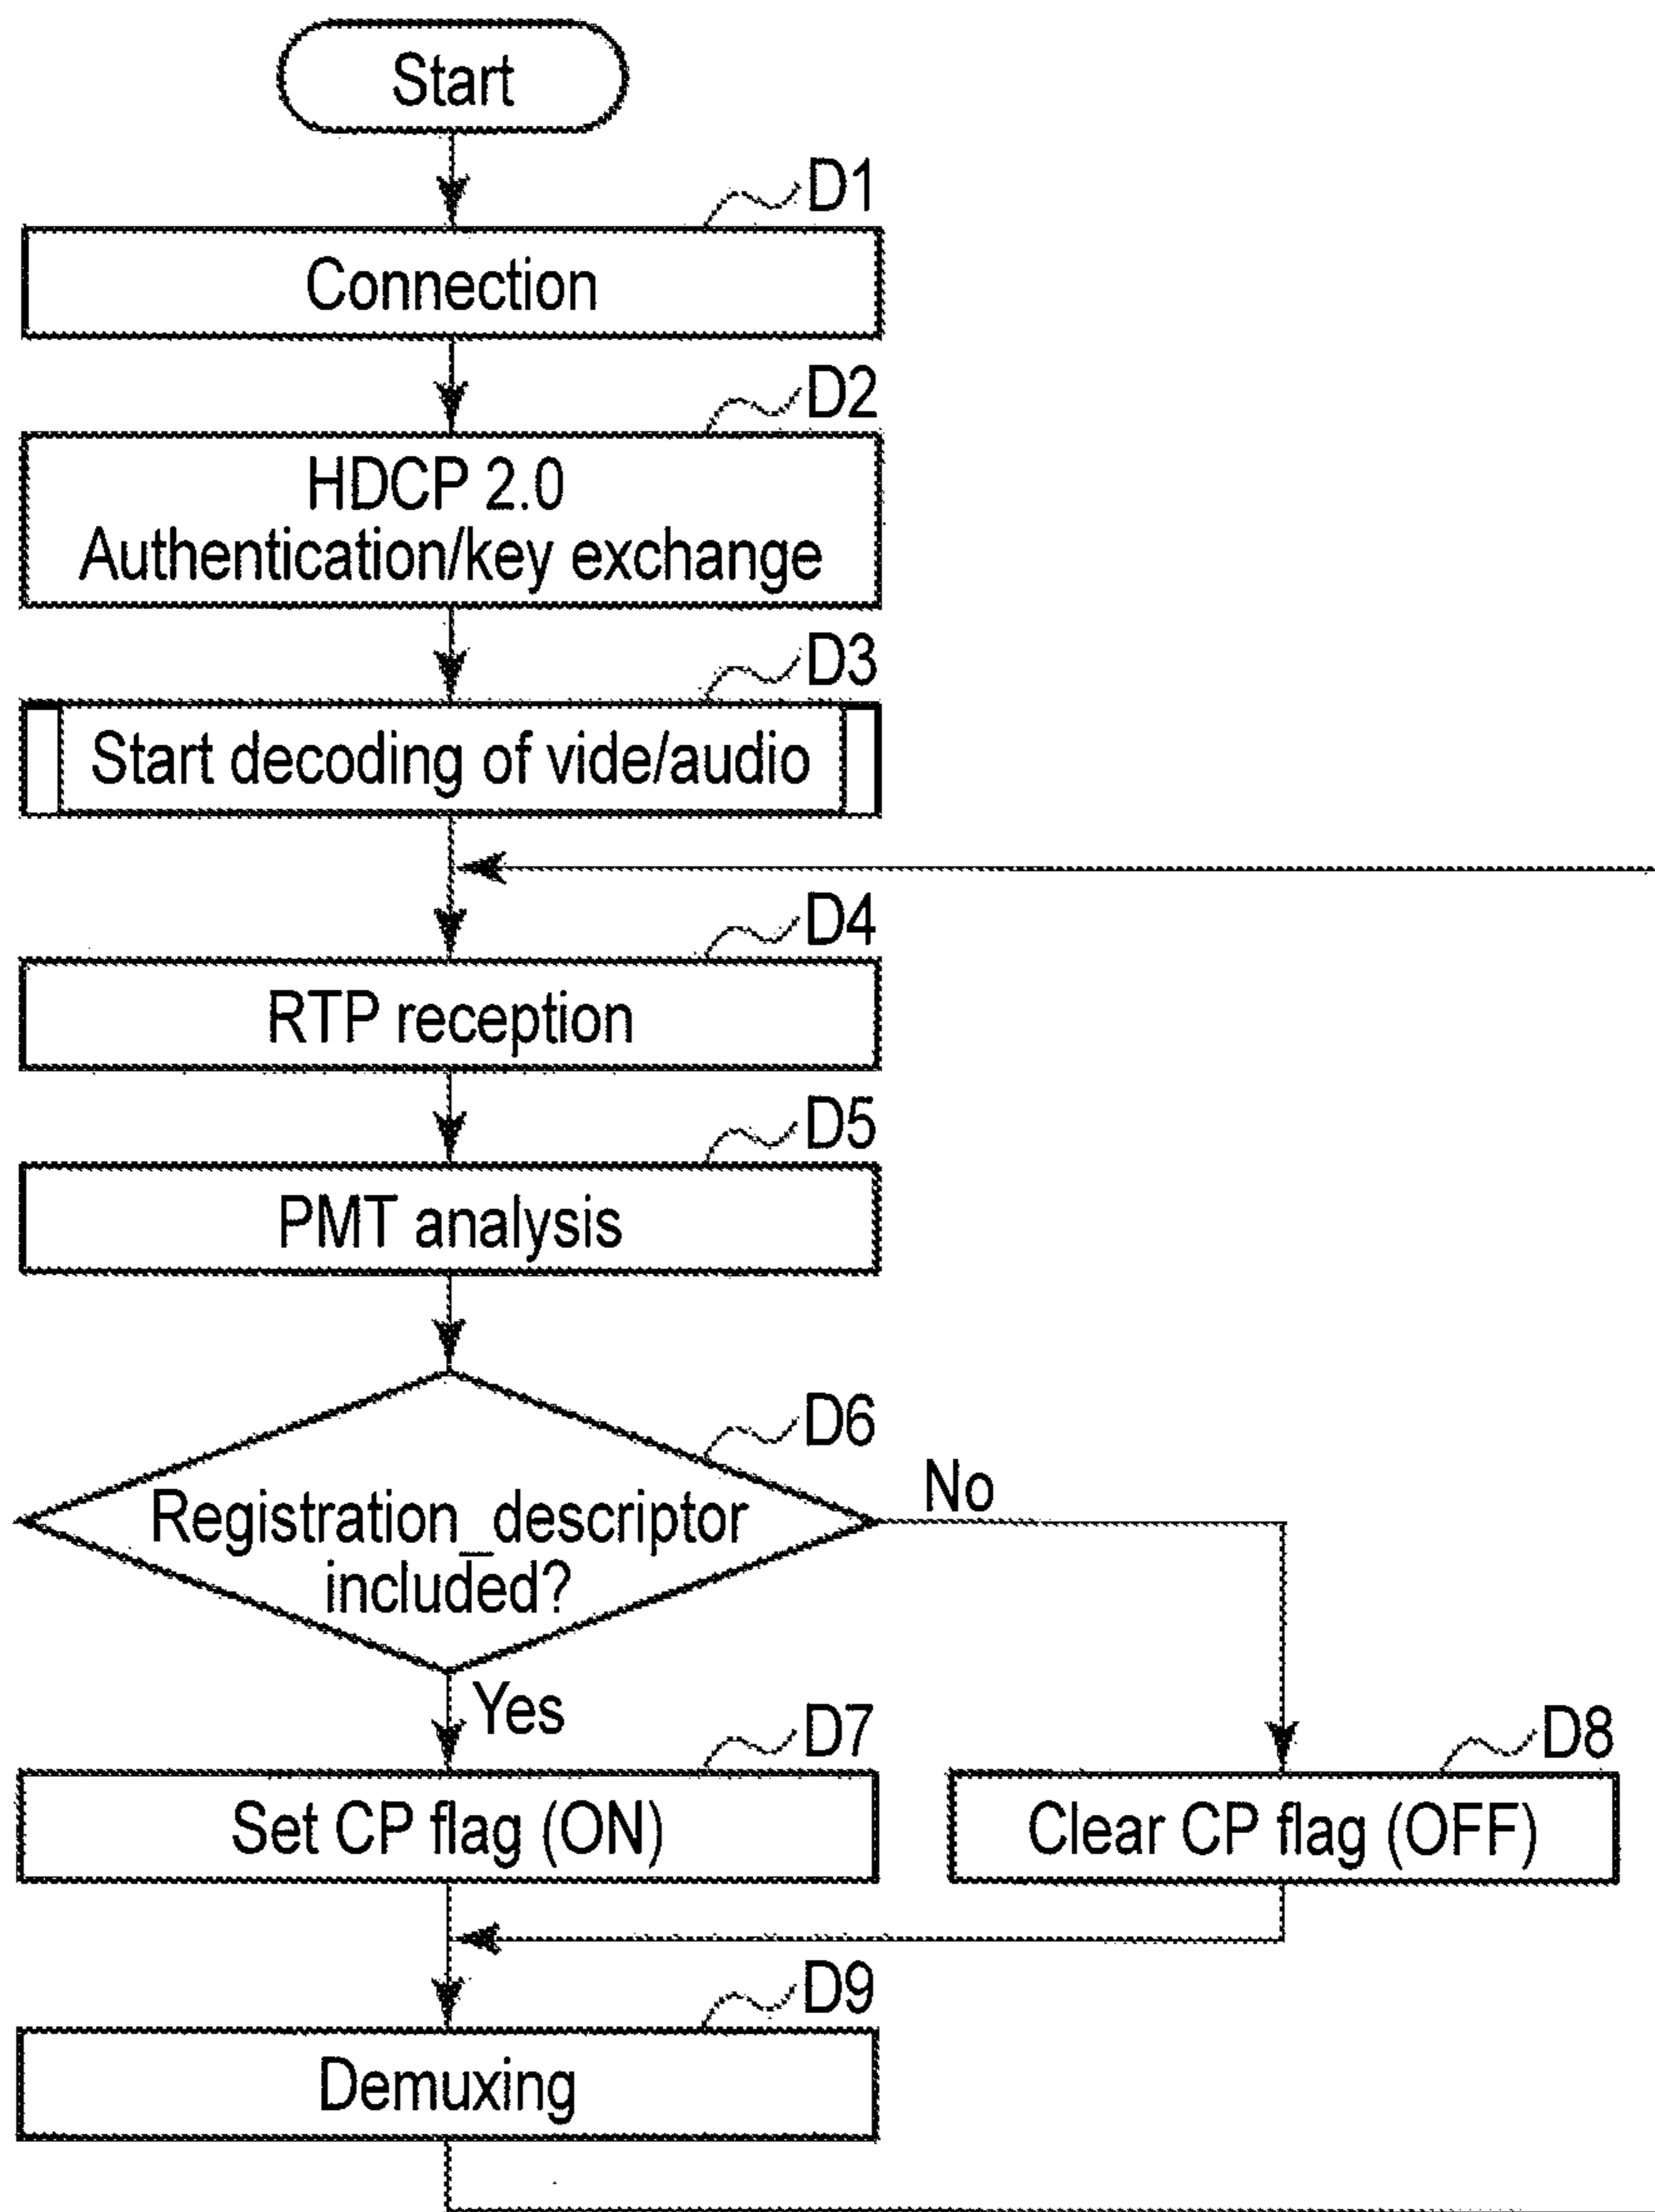 Start
D1
Connection
D2
HDCP 2.0
Authentication/key exchange
D3
Start decoding of vide/audio
D4
RTP reception
D5
PMT analysis
D6
No
Registration_descriptor
included?
Yes
D7
D8
Set CP flag (ON)
Clear CP flag (OFF)
D9
Demuxing